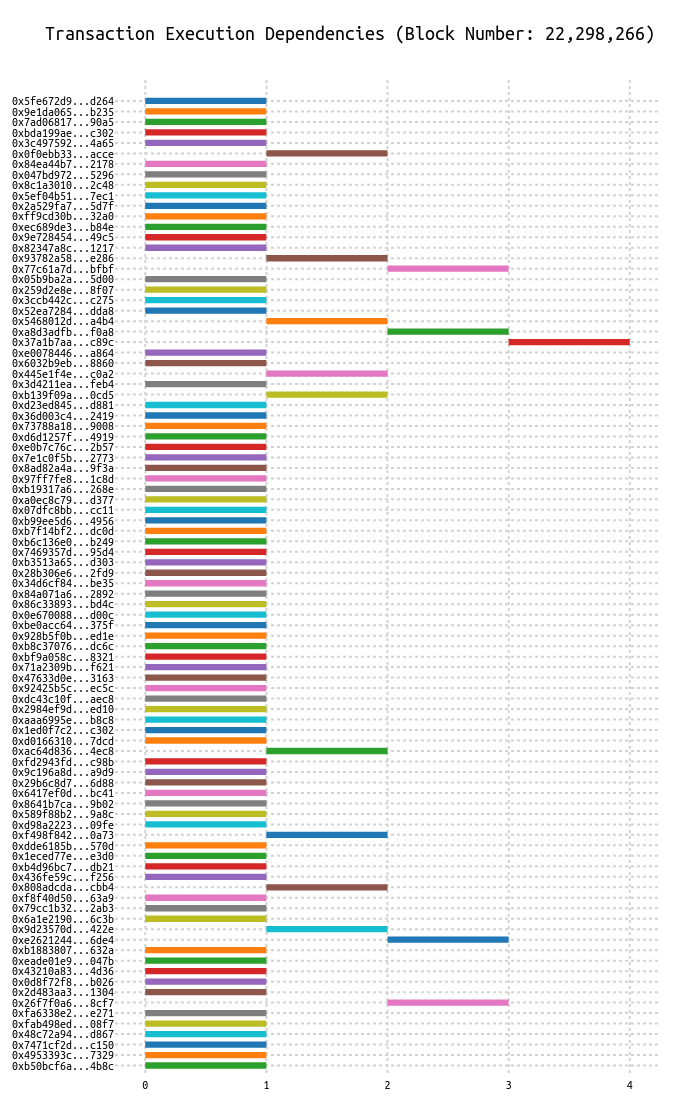 Transaction Execution Dependencies (Block Number: 22,298,266)
0x5fe672d9...d264
0x9e1da065...b235
0x7ad06817...90a5
0xbda199ae...c302
0x3c497592...4a65
0x0f0ebb33...acce
0x84ea44b7...2178
0x047bd972...5296
0x8c1a3010...2c48
0x5ef04b51...7ec1
0x2a529fa7...5d7f
0xff9cd30b...32a0
0xec689de3...b84e
0x9e728454...49c5
0x82347a8c...1217
0x93782a58...e286
0x77c61a7d...bfbf
0x05b9ba2a...5d00
0x259d2e8e...8f07
0x3ccb442c...c275
0x52ea7284...dda8
0x5468012d...a4b4
0xa8d3adfb...f0a8
0x37a1b7aa...c89c
0xe0078446...a864
0x6032b9eb...8860
0x445e1f4e...c0a2
0x3d4211ea...feb4
0xb139f09a...0cd5
0xd23ed845...d881
0x36d003c4...2419
0x73788a18...9008
0xd6d1257f...4919
0xe0b7c76c...2b57
0x7e1c0f5b...2773
0x8ad82a4a...9f3a
0x97ff7fe8...1c8d
0xb19317a6...268e
0xa0ec8c79...d377
0x07dfc8bb...cc11
0xb99ee5d6...4956
0xb7f14bf2...dc0d
0xb6c136e0...b249
0x7469357d...95d4
0xb3513a65...d303
0x28b306e6...2fd9
0x34d6cf84...be35
0x84a071a6...2892
0x86c33893...bd4c
0x0e670088...d00c
0xbe0acc64...375f
0x928b5f0b...ed1e
0xb8c37076...dc6c
0xbf9a058c...8321
0x71a2309b...f621
0x47633d0e...3163
0x92425b5c...ec5c
0xdc43c10f...aec8
0x2984ef9d...ed10
0xaaa6995e...b8c8
0x1ed0f7c2...c302
0xd0166310...7dcd
0xac64d836...4ec8
0xfd2943fd...c98b
0x9c196a8d...a9d9
0x29b6c8d7...6d88
0x6417ef0d...bc41
0x8641b7ca...9b02
0x589f88b2...9a8c
0xd98a2223...09fe
0xf498f842...0a73
0xdde6185b...570d
0x1eced77e...e3d0
0xb4d96bc7...db21
0x436fe59c...f256
0x808adcda...cbb4
0xf8f40d50...63a9
0x79cc1b32...2ab3
0x6a1e2190...6c3b
0x9d23570d...422e
0xe2621244...6de4
0xb1883807...632a
0xeade01e9...047b
0x43210a83...4d36
0x0d8f72f8...b026
0x2d483aa3...1304
0x26f7f0a6...8cf7
0xfa6338e2...e271
0xfab498ed...08f7
0x48c72a94...d867
0x7471cf2d...c150
0x4953393c...7329
0xb50bcf6a...4b8c
0 1 2 3 4